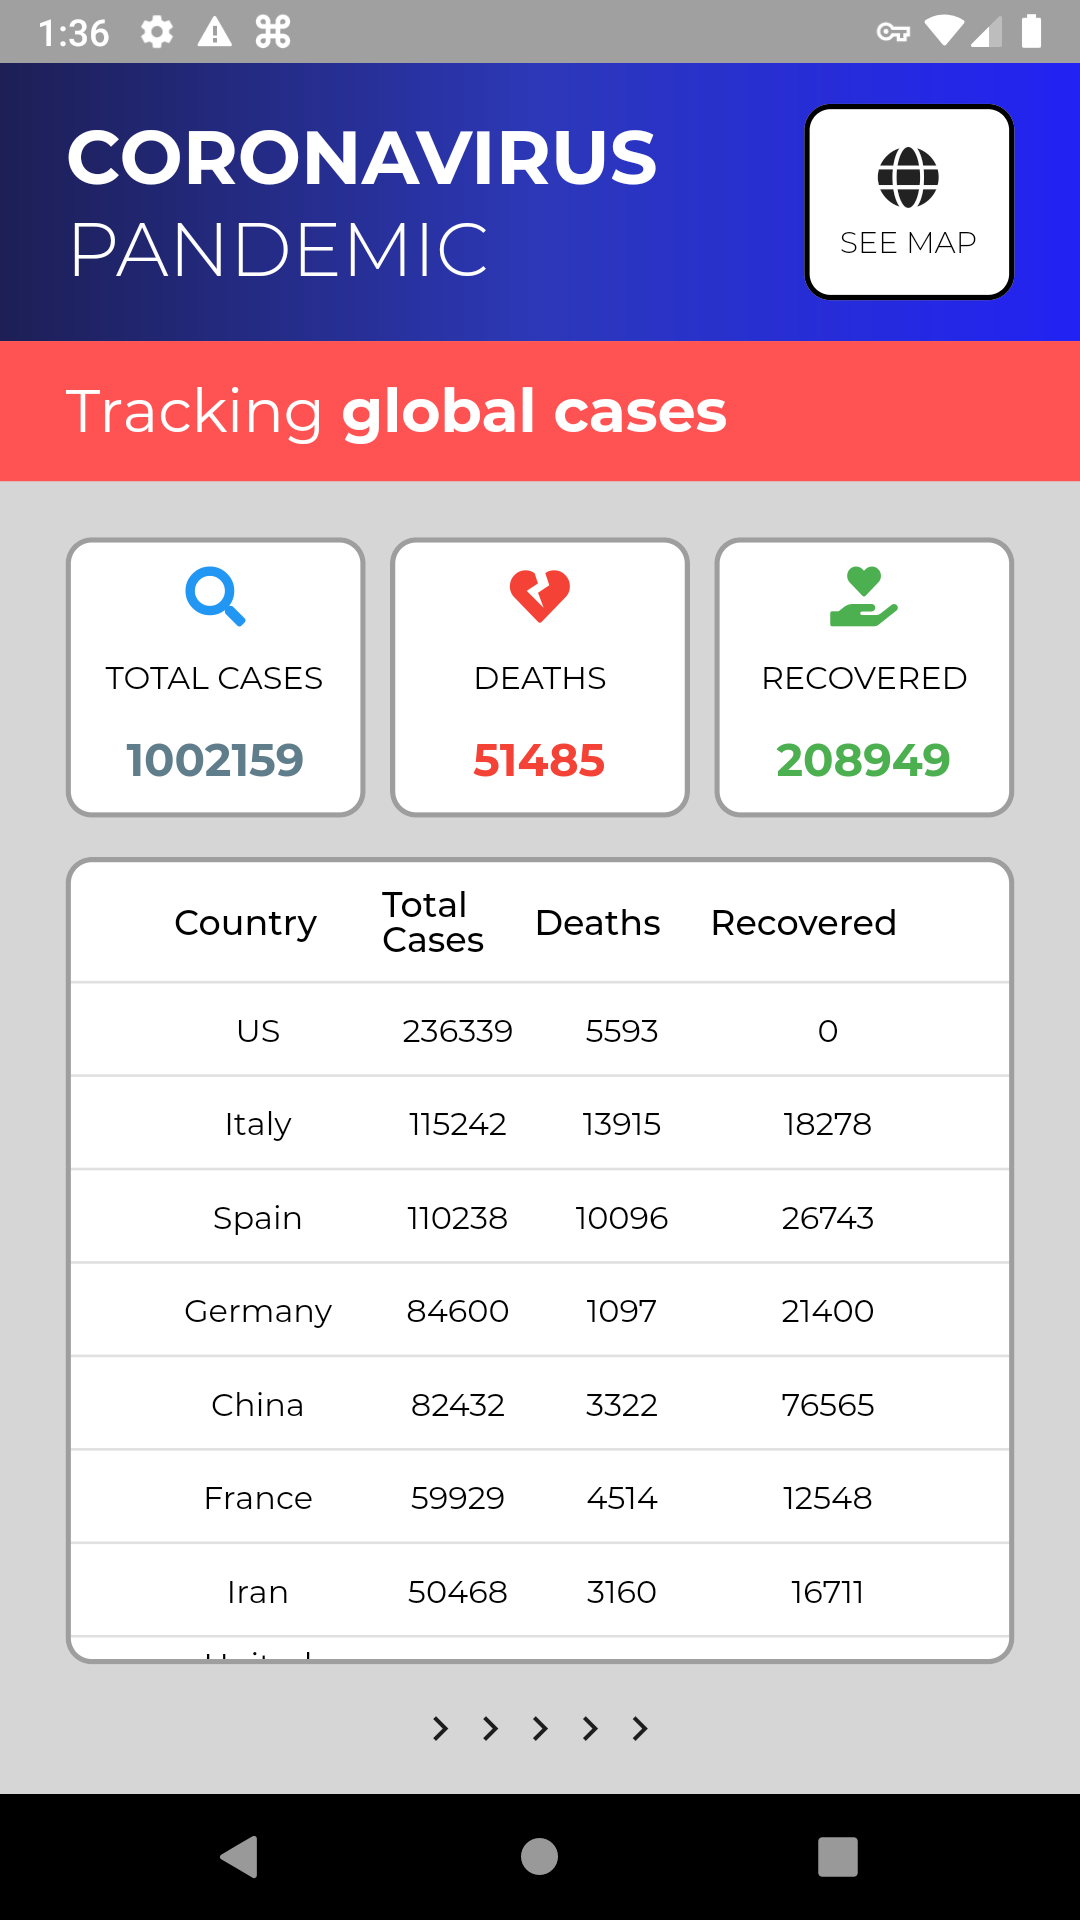 1:36
CORONAVIRUS
PANDEMIC
SEE MAP
Tracking global cases
TOTAL CASES
1002159
DEATHS
51485
RECOVERED
208949
Country Total Cases Deaths Recovered
US 236339 5593 0
Italy 115242 13915 18278
Spain 110238 10096 26743
Germany 84600 1097 21400
China 82432 3322 76565
France 59929 4514 12548
Iran 50468 3160 16711